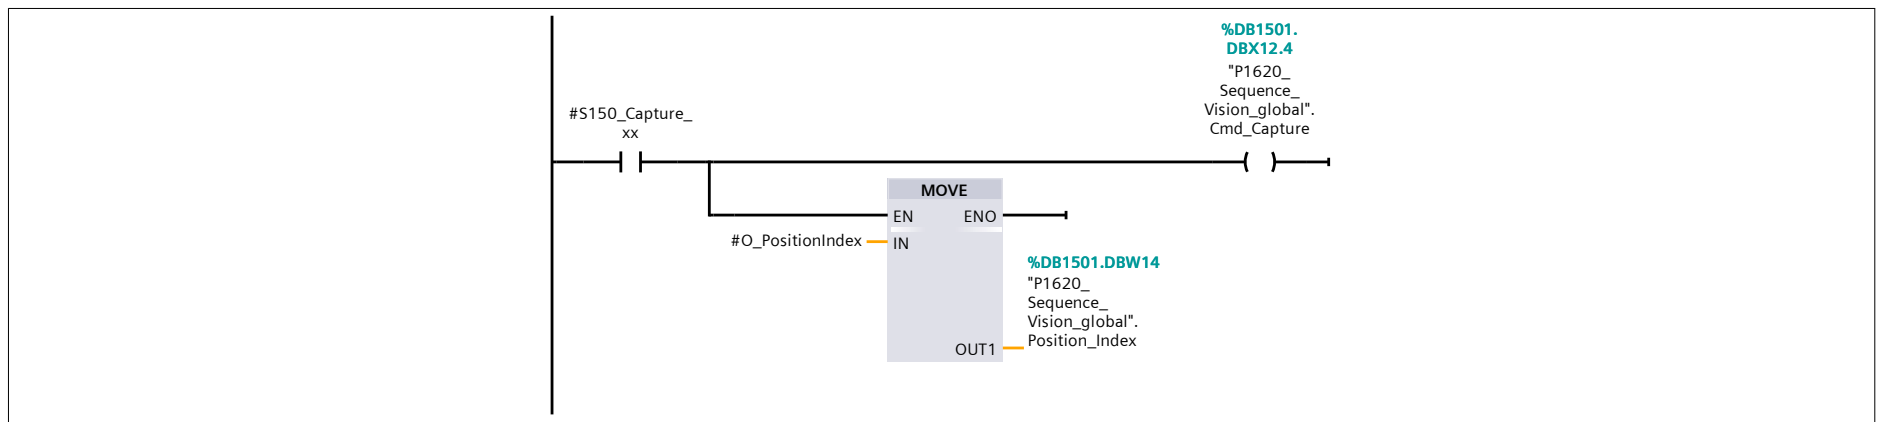 %DB1501.
DBX12.4
"P1620_
Sequence_
Vision_global".
Cmd_Capture
#S150_Capture_
xx
MOVE
EN ENO
#O_PositionIndex IN
%DB1501.DBW14
"P1620_
Sequence_
Vision_global".
Position_Index
OUT1